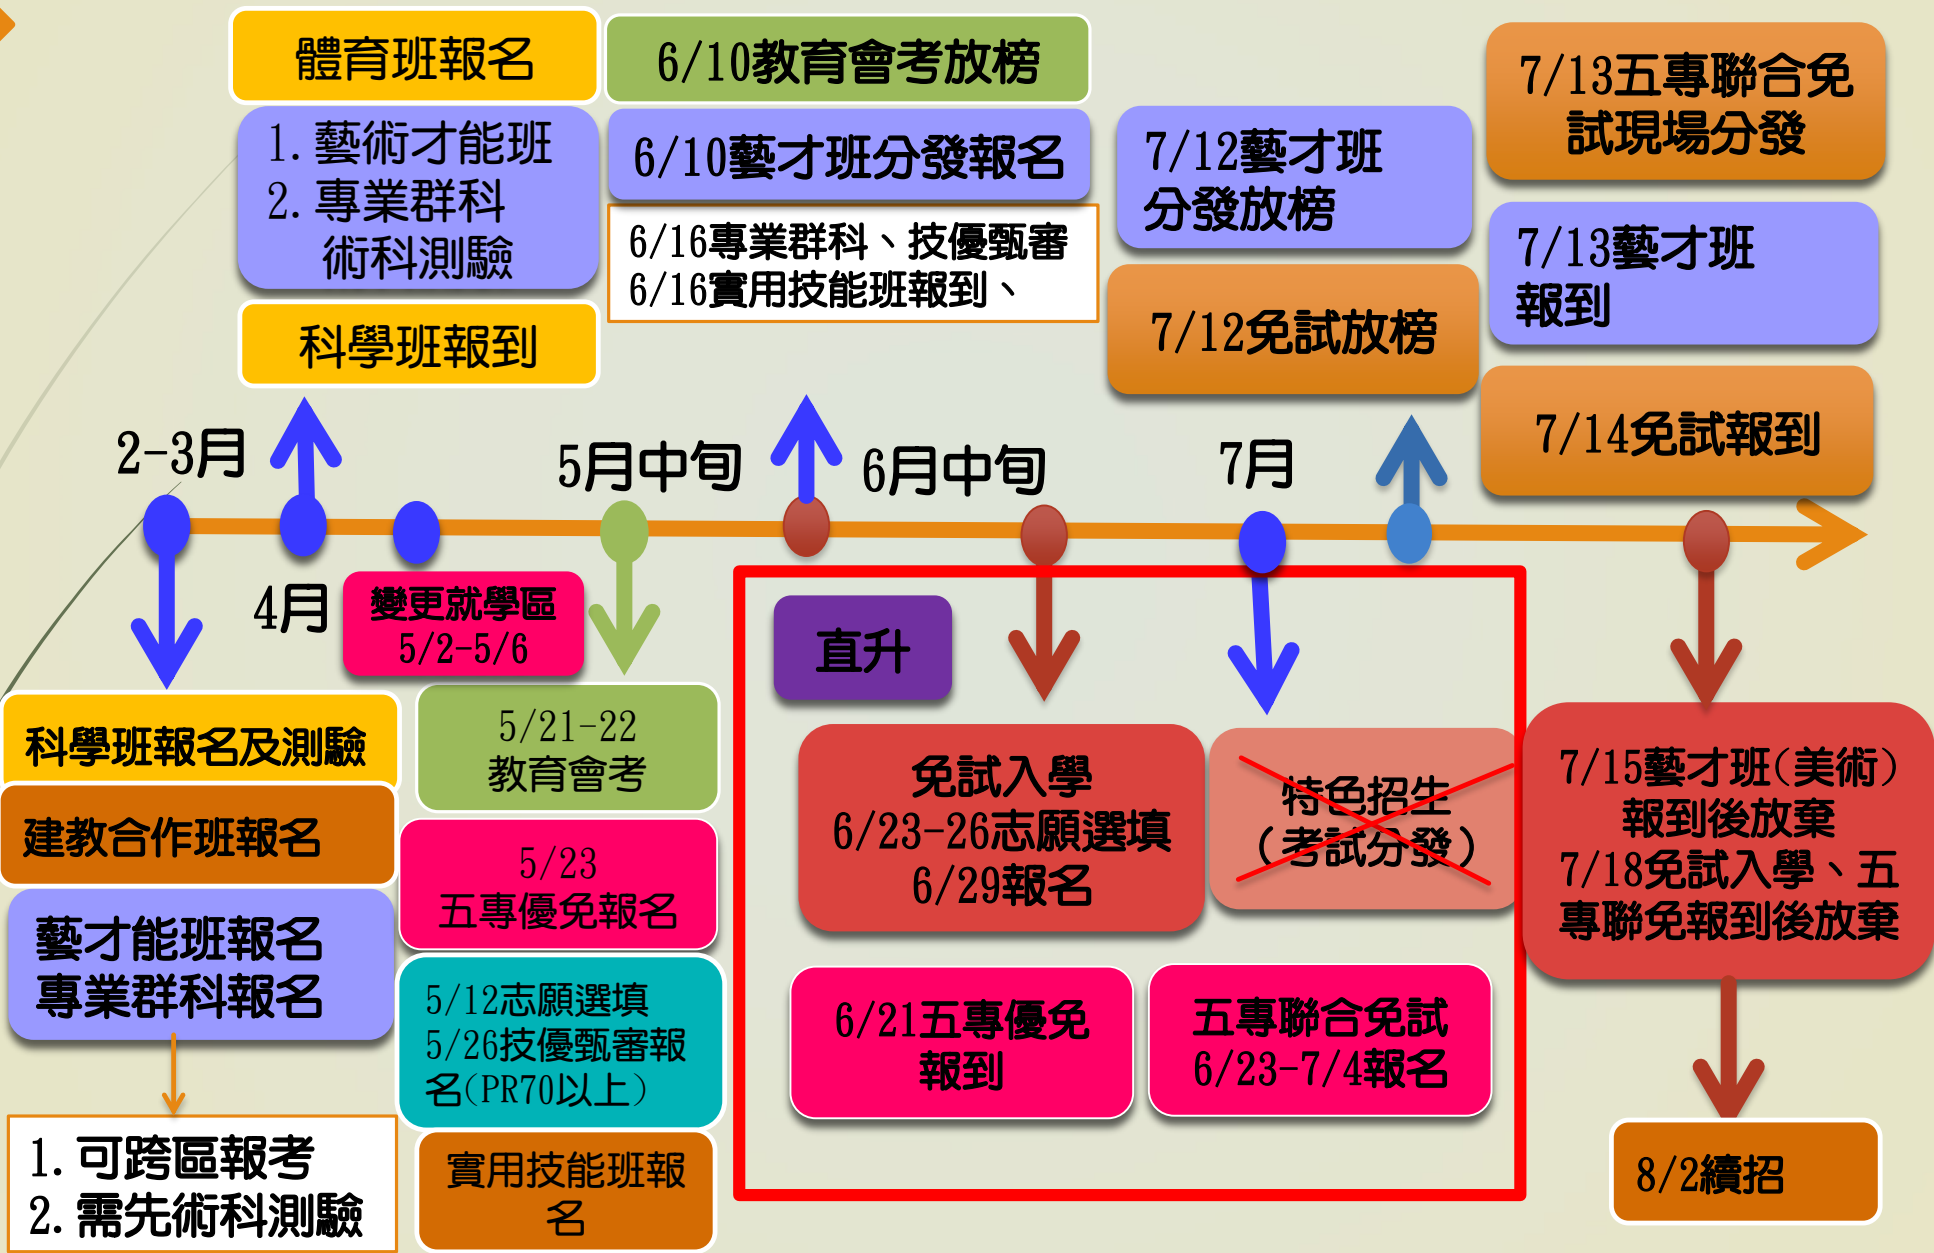 體育班報名
1. 藝術才能班
2. 專業群科
術科測驗
科學班報到
6/10教育會考放榜
6/10藝才班分發報名
6/16專業群科、技優甄審
6/16實用技能班報到、
7/12藝才班
分發放榜
7/12免試放榜
7/13五專聯合免
試現場分發
7/13藝才班
報到
7/14免試報到
2-3月
5月中旬
6月中旬
7月
4月
變更就學區
5/2-5/6
科學班報名及測驗
建教合作班報名
藝才能班報名
專業群科報名
1. 可跨區報考
2. 需先術科測驗
5/21-22
教育會考
5/23
五專優免報名
5/12志願選填
5/26技優甄審報
名(PR70以上)
實用技能班報
名
直升
免試入學
6/23-26志願選填
6/29報名
特色招生
（考試分發）
6/21五專優免
報到
五專聯合免試
6/23-7/4報名
7/15藝才班(美術)
報到後放棄
7/18免試入學、五
專聯免報到後放棄
8/2續招